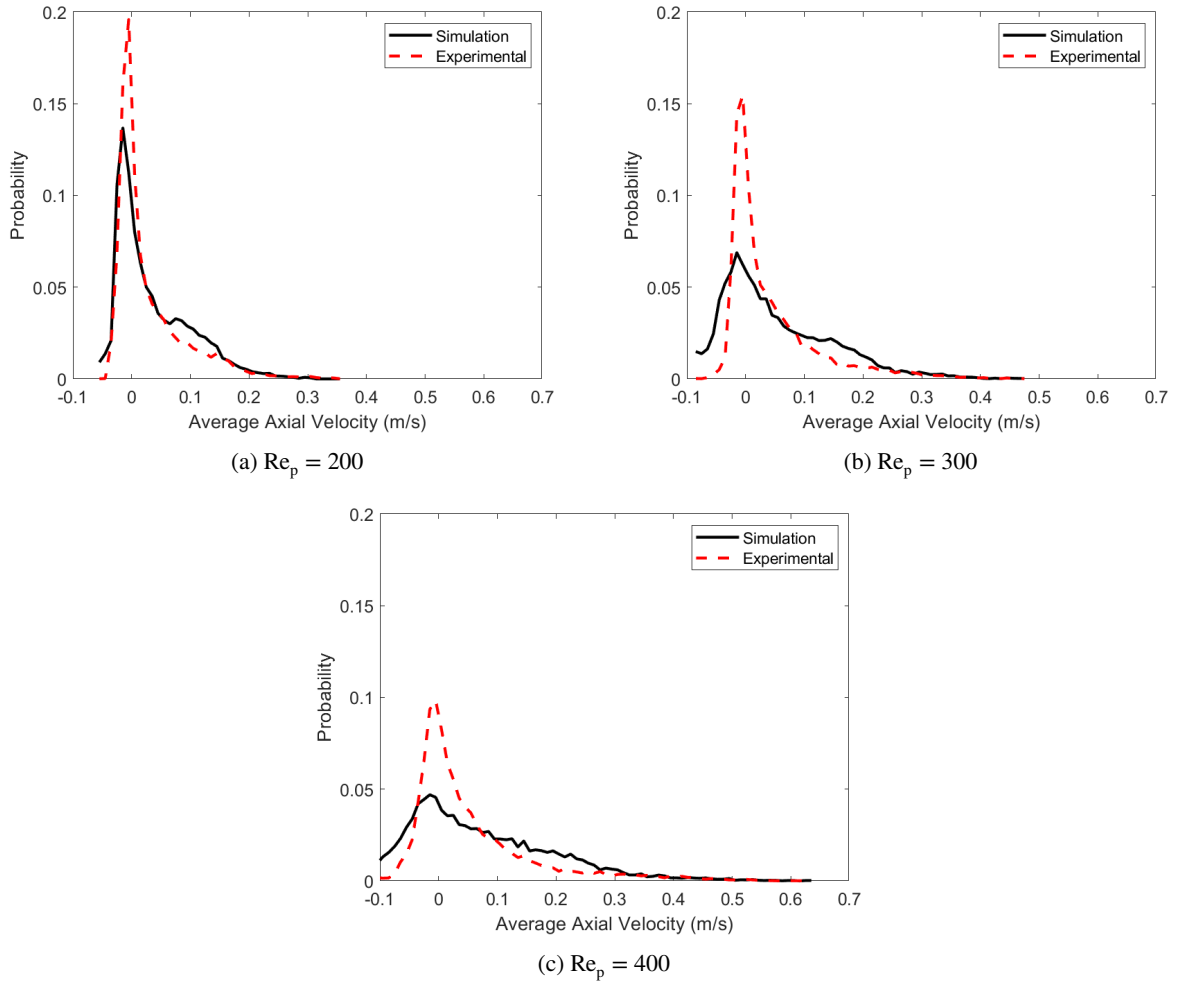 0.2
0.15
0.1
0.05
0
Probability
Simulation
Experimental
-0.1 0 0.1 0.2 0.3 0.4 0.5 0.6 0.7
Average Axial Velocity (m/s)
(a) Reₚ = 200
0.2
0.15
0.1
0.05
0
Probability
Simulation
Experimental
-0.1 0 0.1 0.2 0.3 0.4 0.5 0.6 0.7
Average Axial Velocity (m/s)
(b) Reₚ = 300
0.2
0.15
0.1
0.05
0
Probability
Simulation
Experimental
-0.1 0 0.1 0.2 0.3 0.4 0.5 0.6 0.7
Average Axial Velocity (m/s)
(c) Reₚ = 400